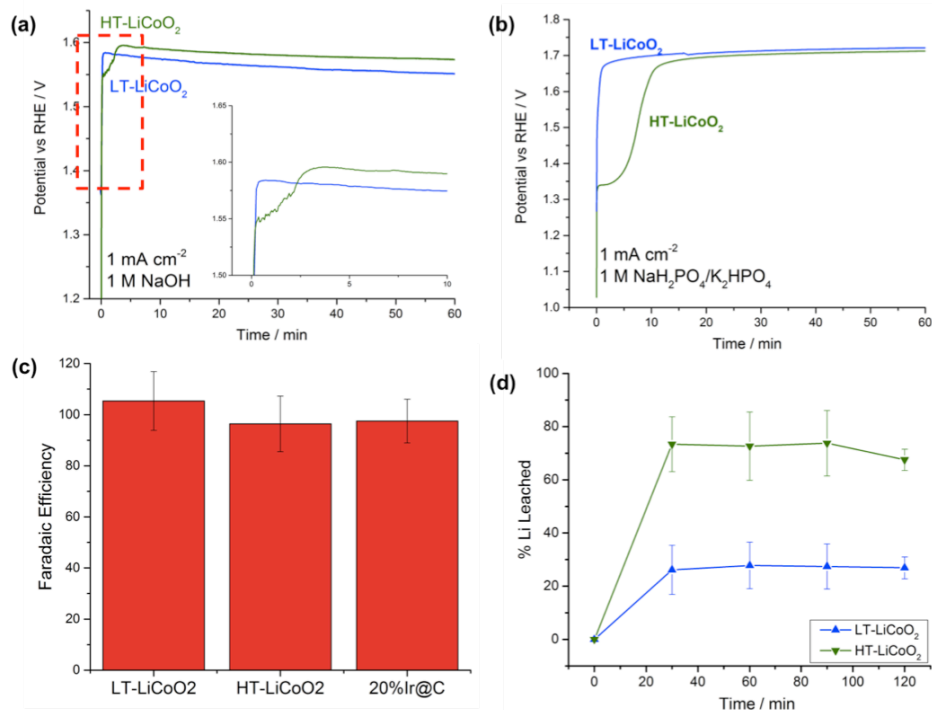 (a)
HT-LiCoO₂
LT-LiCoO₂
Potential vs RHE / V
1.6
1.5
1.4
1.3
1.2
1.65
1.60
1.55
1.50
0
5
10
1 mA cm⁻²
1 M NaOH
0
10
20
30
40
50
60
Time / min
(b)
LT-LiCoO₂
HT-LiCoO₂
Potential vs RHE / V
1.8
1.7
1.6
1.5
1.4
1.3
1.2
1.1
1.0
1 mA cm⁻²
1 M NaH₂PO₄/K₂HPO₄
0
10
20
30
40
50
60
Time / min
(c)
Faradaic Efficiency
120
100
80
60
40
20
0
LT-LiCoO2
HT-LiCoO2
20%Ir@C
(d)
% Li Leached
100
80
60
40
20
0
LT-LiCoO₂
HT-LiCoO₂
0
20
40
60
80
100
120
Time / min